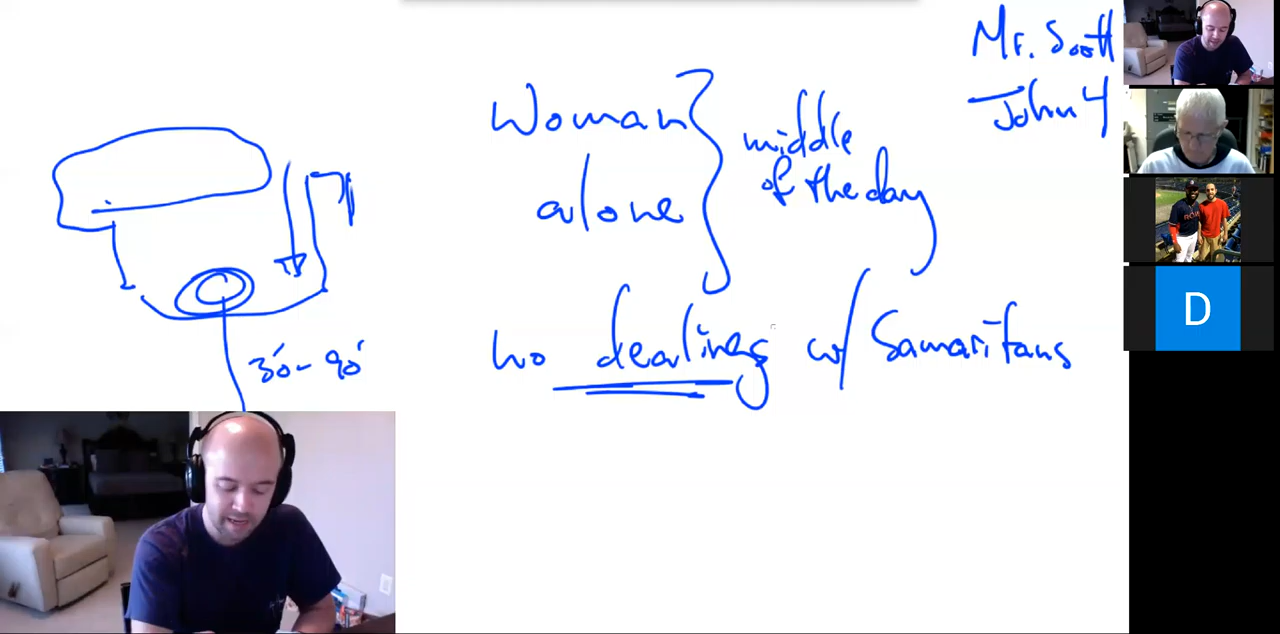 Mr. Scott
John 4
Woman
alone
middle
of the day
no dealings w/ Samaritans
30'- 90'
D